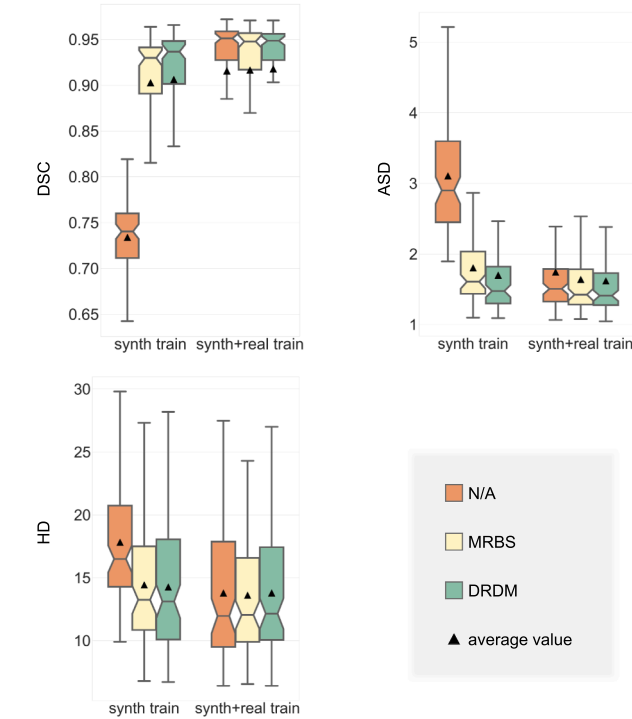 DSC
0.95
0.90
0.85
0.80
0.75
0.70
0.65
synth train synth+real train
ASD
5
4
3
2
1
synth train synth+real train
HD
30
25
20
15
10
synth train synth+real train
N/A
MRBS
DRDM
average value